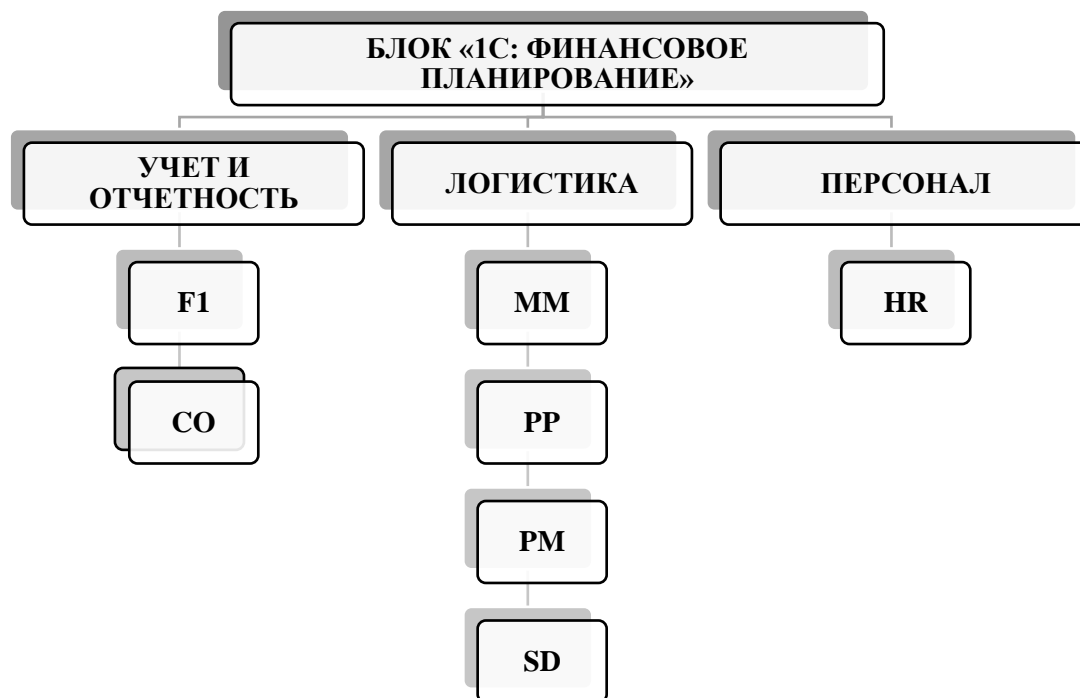 БЛОК «1С: ФИНАНСОВОЕ
ПЛАНИРОВАНИЕ»
УЧЕТ И
ОТЧЕТНОСТЬ
ЛОГИСТИКА
ПЕРСОНАЛ
F1
MM
HR
CO
PP
PM
SD